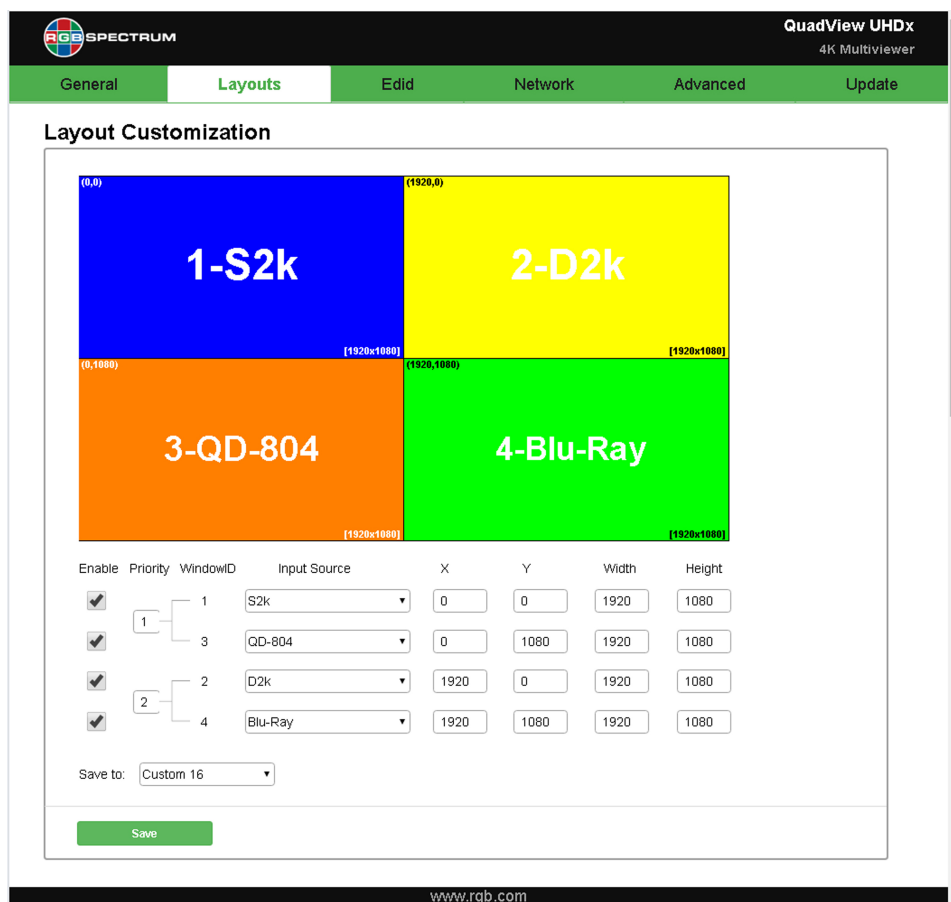 RGB SPECTRUM
QuadView UHDx
4K Multiviewer
General Layouts Edid Network Advanced Update
Layout Customization
(0,0) (1920,0)
1-S2k 2-D2k
[1920x1080] [1920x1080]
(0,1080) (1920,1080)
3-QD-804 4-Blu-Ray
[1920x1080] [1920x1080]
Enable Priority WindowID Input Source X Y Width Height
1 S2k 0 0 1920 1080
1
3 QD-804 0 1080 1920 1080
2 D2k 1920 0 1920 1080
2
4 Blu-Ray 1920 1080 1920 1080
Save to: Custom 16
Save
www.rgb.com